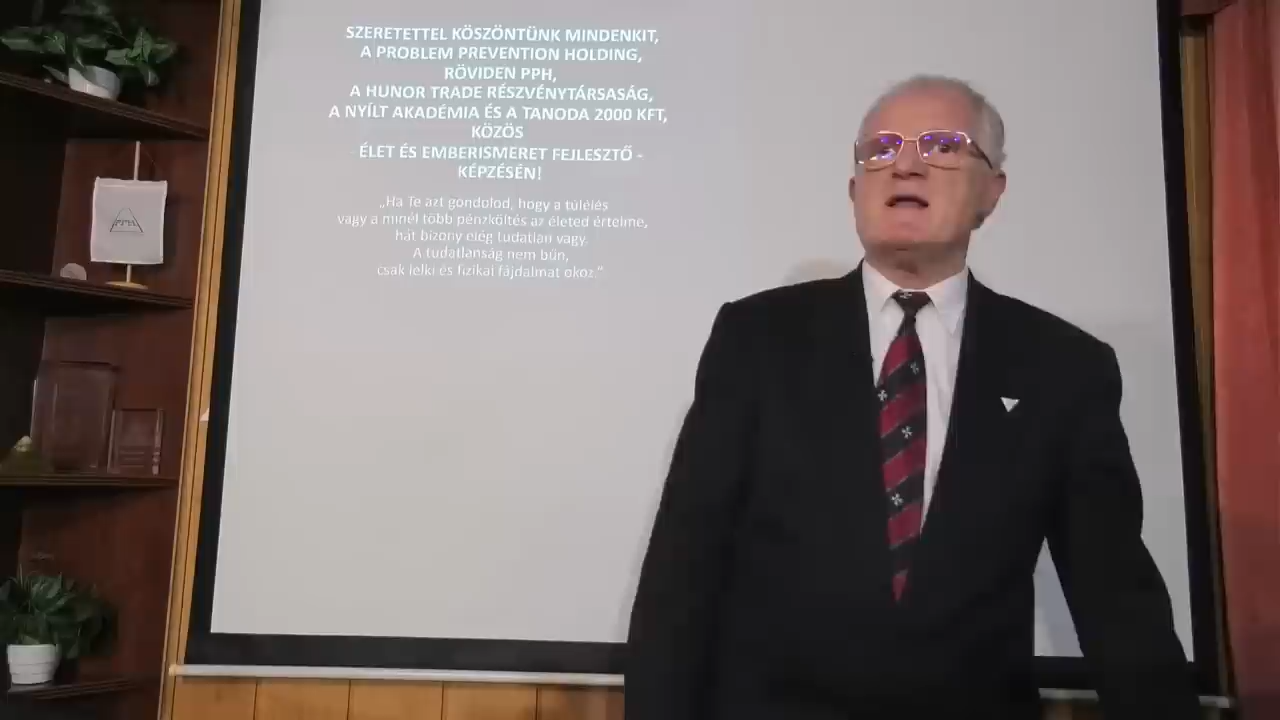 SZERETETTEL KÖSZÖNTÜNK MINDENKIT,
A PROBLEM PREVENTION HOLDING,
RÖVIDEN PPH,
A HUNOR TRADE RÉSZVÉNYTÁRSASÁG,
A NYÍLT AKADÉMIA ÉS A TANODA 2000 KFT,
KÖZÖS
ÉLET ÉS EMBERISMERET FEJLESZTŐ -
KÉPZÉSÉN!
„Ha Te azt gondolod, hogy a túlélés
vagy a minél több pénzköltés az életed értelme,
hát bizony elég tudatlan vagy.
A tudatlanság nem bűn,
csak lelki és fizikai fájdalmat okoz."